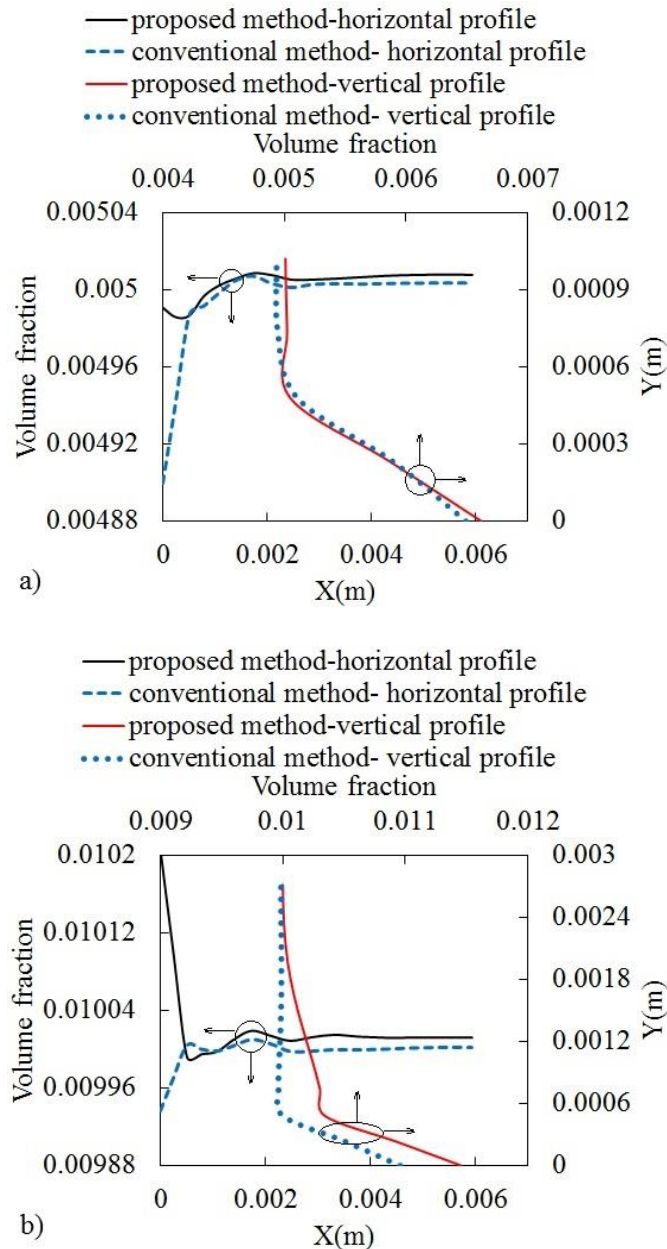 proposed method-horizontal profile
conventional method- horizontal profile
proposed method-vertical profile
conventional method- vertical profile
Volume fraction
0.004 0.005 0.006 0.007
0.00504 0.0012
0.005 0.0009
0.00496 0.0006
0.00492 0.0003
0.00488 0
Volume fraction
Y(m)
0 0.002 0.004 0.006
X(m)
a)
proposed method-horizontal profile
conventional method- horizontal profile
proposed method-vertical profile
conventional method- vertical profile
Volume fraction
0.009 0.01 0.011 0.012
0.0102 0.003
0.01012 0.0024
0.0018
0.01004 0.0012
0.00996 0.0006
0.00988 0
Volume fraction
Y(m)
0 0.002 0.004 0.006
X(m)
b)